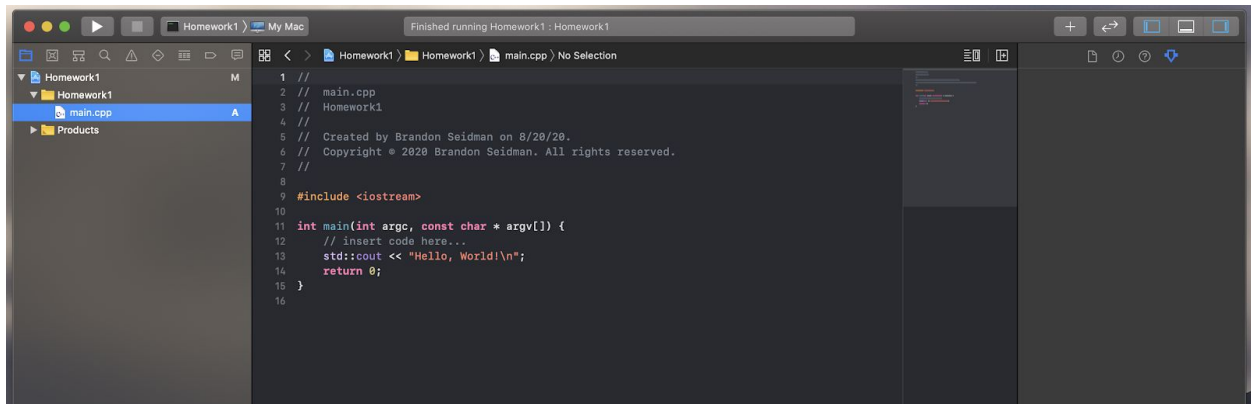 Homework1 〉 My Mac
Finished running Homework1 : Homework1
Homework1 〉 Homework1 〉 main.cpp 〉 No Selection
Homework1 M
Homework1
main.cpp A
Products
1 //
2 //  main.cpp
3 //  Homework1
4 //
5 //  Created by Brandon Seidman on 8/20/20.
6 //  Copyright © 2020 Brandon Seidman. All rights reserved.
7 //
8
9 #include <iostream>
10
11 int main(int argc, const char * argv[]) {
12     // insert code here...
13     std::cout << "Hello, World!\n";
14     return 0;
15 }
16